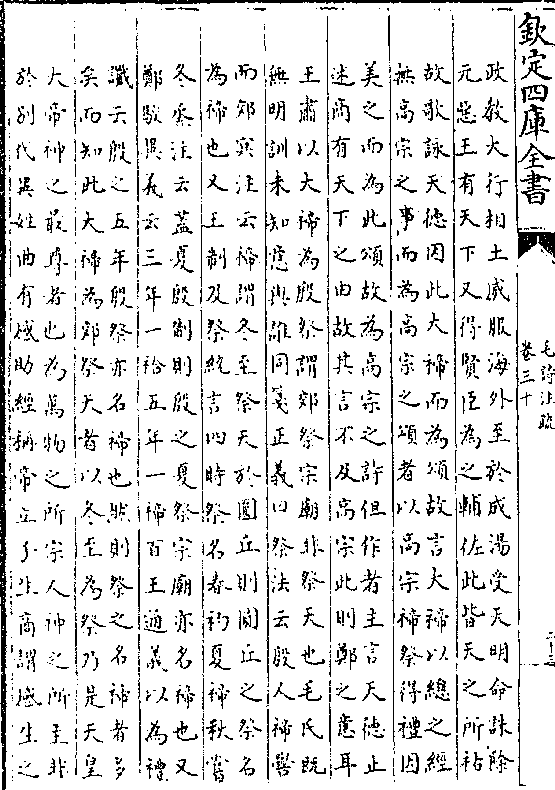 欽定四庫全書
毛詩注疏
卷三十
政教大行相土威服海外至於成湯受天明命誅除
元惡王有天下又得賢臣為之輔佐此皆天之所祐
故歌詠天德因此大禘而為頌故言大禘以總之經
無高宗之事而為高宗之頌者以高宗禘祭得禮因
美之而為此頌故為高宗之詩但作者主言天德止
述商有天下之由故其言不及高宗此則鄭之意耳
王肅以大禘為殷祭謂郊祭宗廟非祭天也毛氏既
無明訓未知意與誰同箋正義曰祭法云殷人禘嚳
而郊冥注云禘謂冬至祭天於圜丘則圜丘之祭名
為禘也又王制及祭統言四時祭名春礿夏禘秋嘗
冬烝注云蓋夏殷制則殷之夏祭宗廟亦名禘也又
鄭駮異義云三年一祫五年一禘百王通義以為禮
讖云殷之五年殷祭亦名禘也然則祭之名禘者多
矣而知此大禘為郊祭天者以冬至為祭乃是天皇
大帝神之最尊者也為萬物之所宗人神之所主非
於別代異姓曲有感助經稱帝立子生商謂感生之